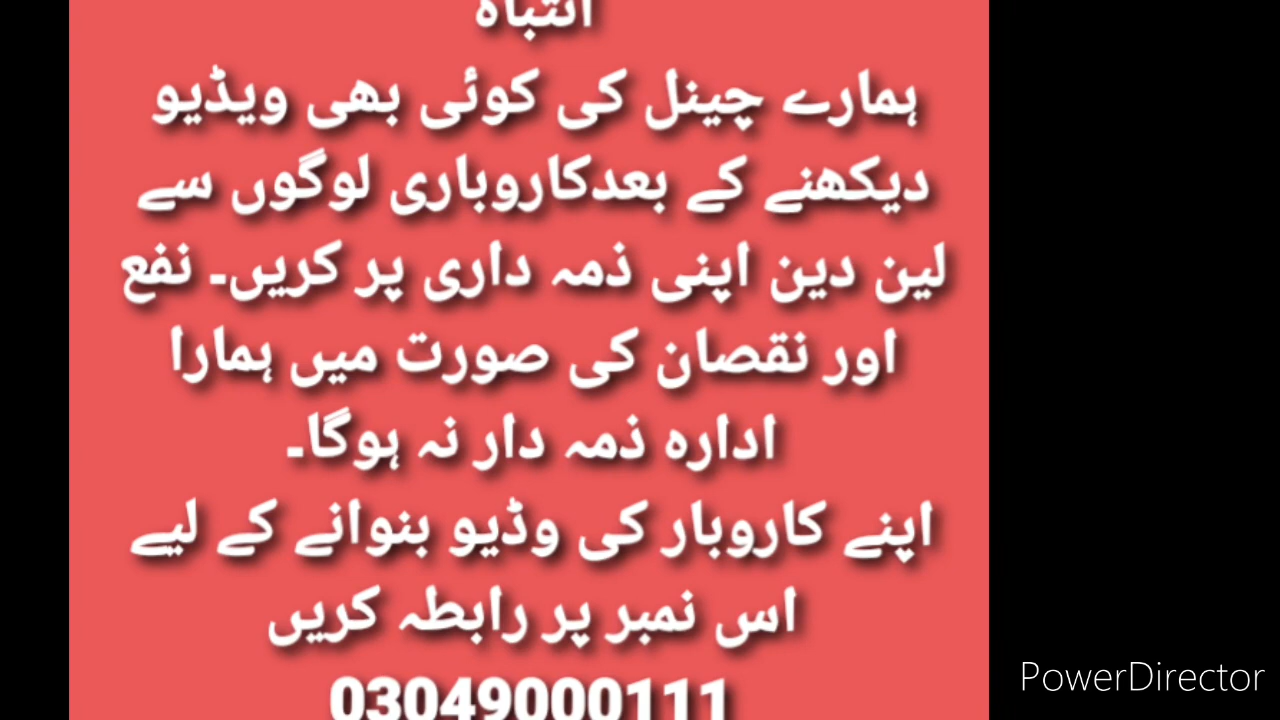 انتباہ
ہمارے چینل کی کوئی بھی ویڈیو
دیکھنے کے بعدکاروباری لوگوں سے
لین دین اپنی ذمہ داری پر کریں۔ نفع
اور نقصان کی صورت میں ہمارا
ادارہ ذمہ دار نہ ہوگا۔
اپنے کاروبار کی وڈیو بنوانے کے لیے
اس نمبر پر رابطہ کریں
03049000111
PowerDirector